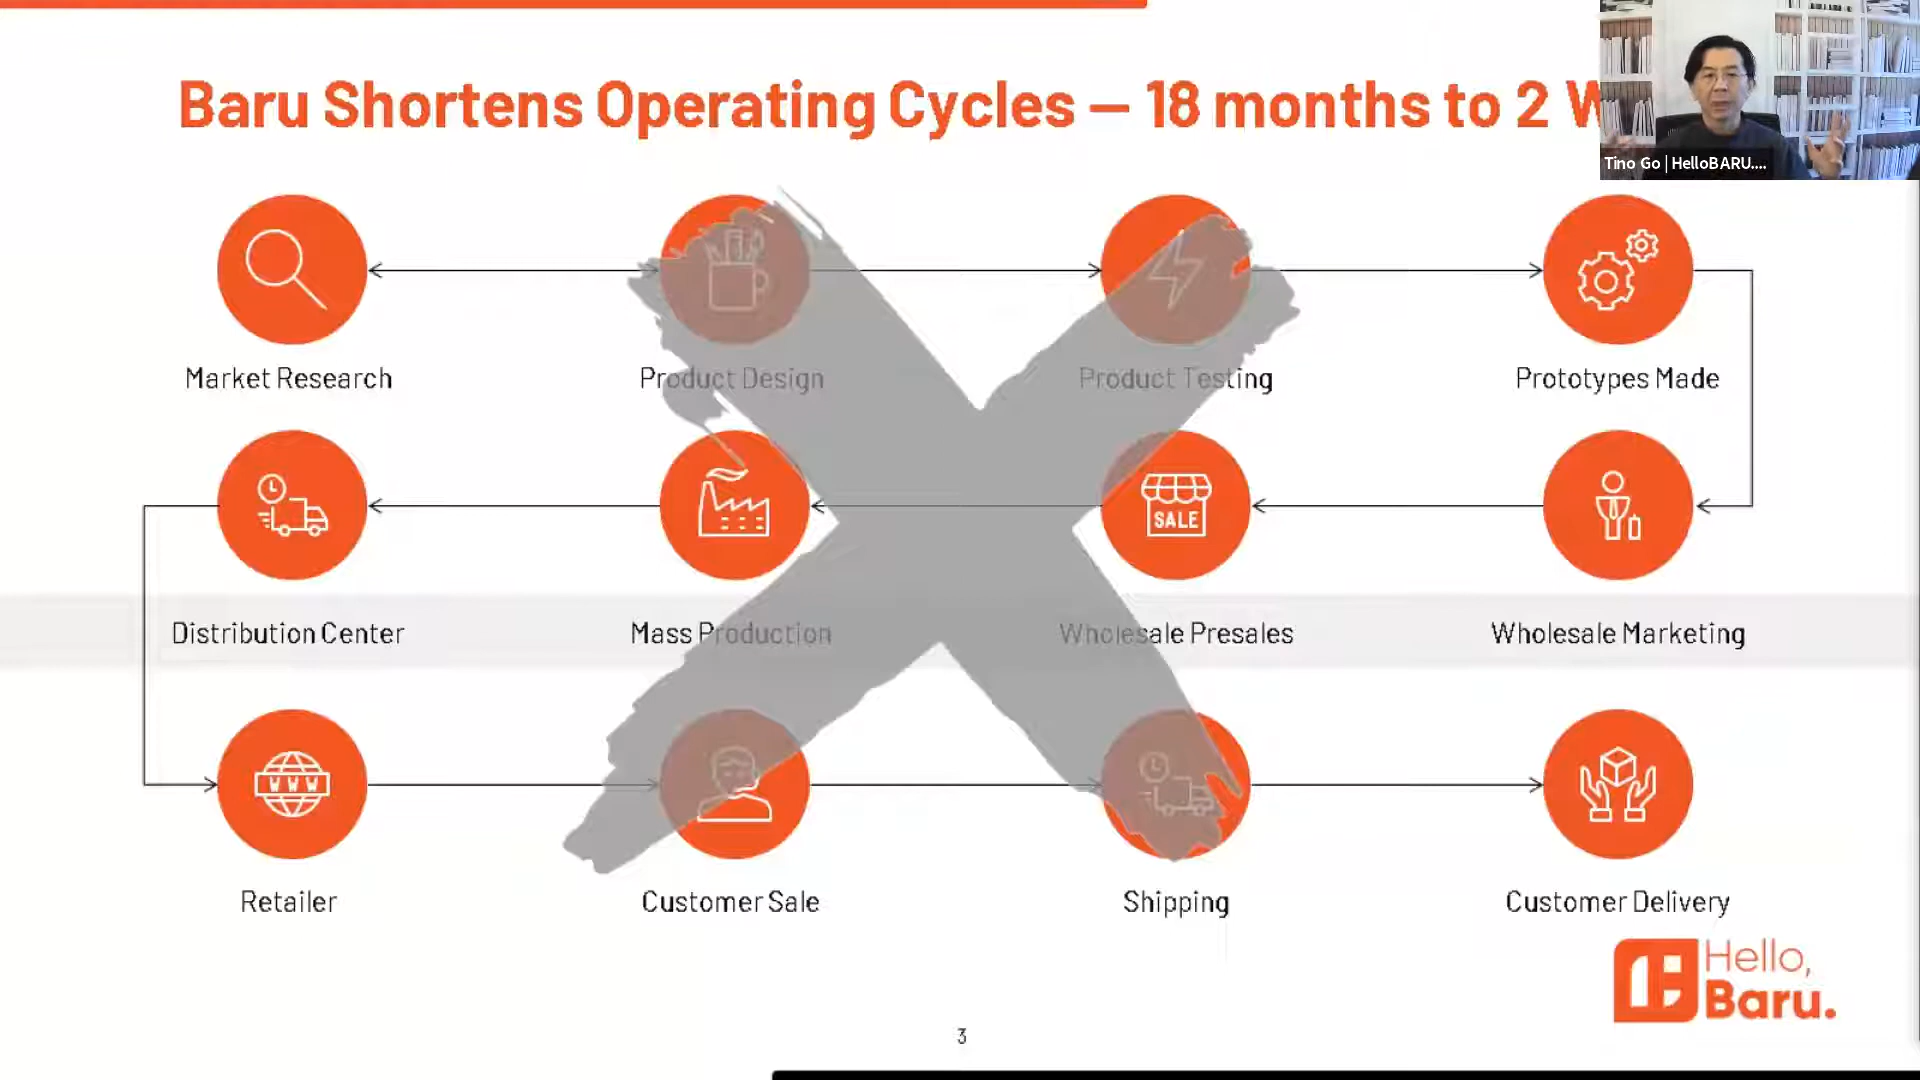 Baru Shortens Operating Cycles — 18 months to 2 W
Tino Go | HelloBARU....
Market Research
Product Design
Product Testing
Prototypes Made
SALE
Distribution Center
Mass Production
Wholesale Presales
Wholesale Marketing
WWW
Retailer
Customer Sale
Shipping
Customer Delivery
Hello,
Baru.
3